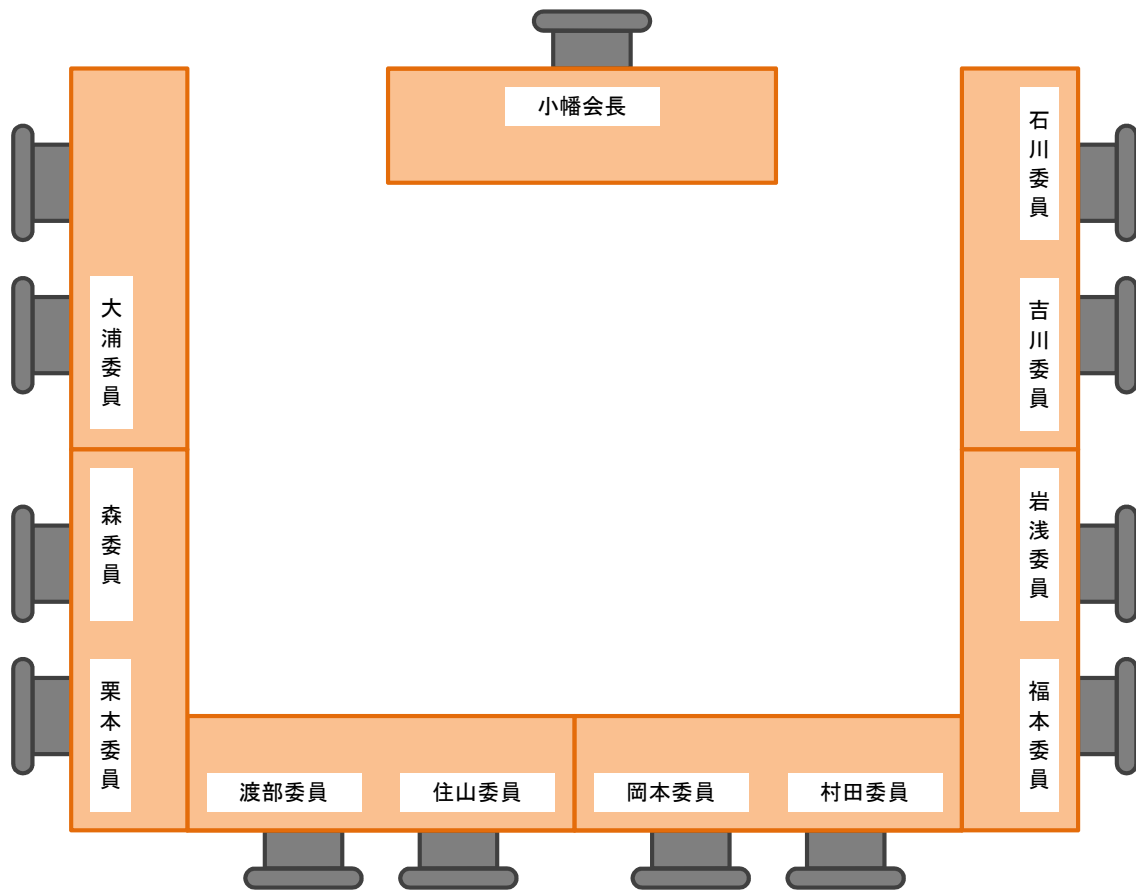 小幡会長
石川委員
吉川委員
大浦委員
岩浅委員
森委員
福本委員
栗本委員
渡部委員
住山委員
岡本委員
村田委員